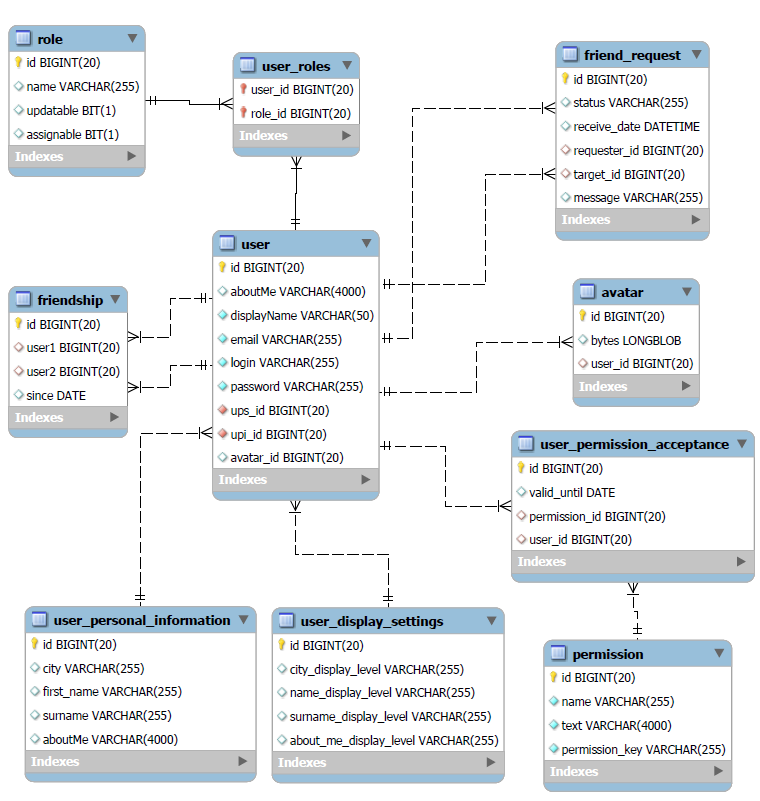 role
id BIGINT(20)
name VARCHAR(255)
updatable BIT(1)
assignable BIT(1)
Indexes
user_roles
user_id BIGINT(20)
role_id BIGINT(20)
Indexes
friend_request
id BIGINT(20)
status VARCHAR(255)
receive_date DATETIME
requester_id BIGINT(20)
target_id BIGINT(20)
message VARCHAR(255)
Indexes
user
id BIGINT(20)
aboutMe VARCHAR(4000)
displayName VARCHAR(50)
email VARCHAR(255)
login VARCHAR(255)
password VARCHAR(255)
ups_id BIGINT(20)
upi_id BIGINT(20)
avatar_id BIGINT(20)
Indexes
friendship
id BIGINT(20)
user1 BIGINT(20)
user2 BIGINT(20)
since DATE
Indexes
avatar
id BIGINT(20)
bytes LONGBLOB
user_id BIGINT(20)
Indexes
user_permission_acceptance
id BIGINT(20)
valid_until DATE
permission_id BIGINT(20)
user_id BIGINT(20)
Indexes
user_personal_information
id BIGINT(20)
city VARCHAR(255)
first_name VARCHAR(255)
surname VARCHAR(255)
aboutMe VARCHAR(4000)
Indexes
user_display_settings
id BIGINT(20)
city_display_level VARCHAR(255)
name_display_level VARCHAR(255)
surname_display_level VARCHAR(255)
about_me_display_level VARCHAR(255)
Indexes
permission
id BIGINT(20)
name VARCHAR(255)
text VARCHAR(4000)
permission_key VARCHAR(255)
Indexes